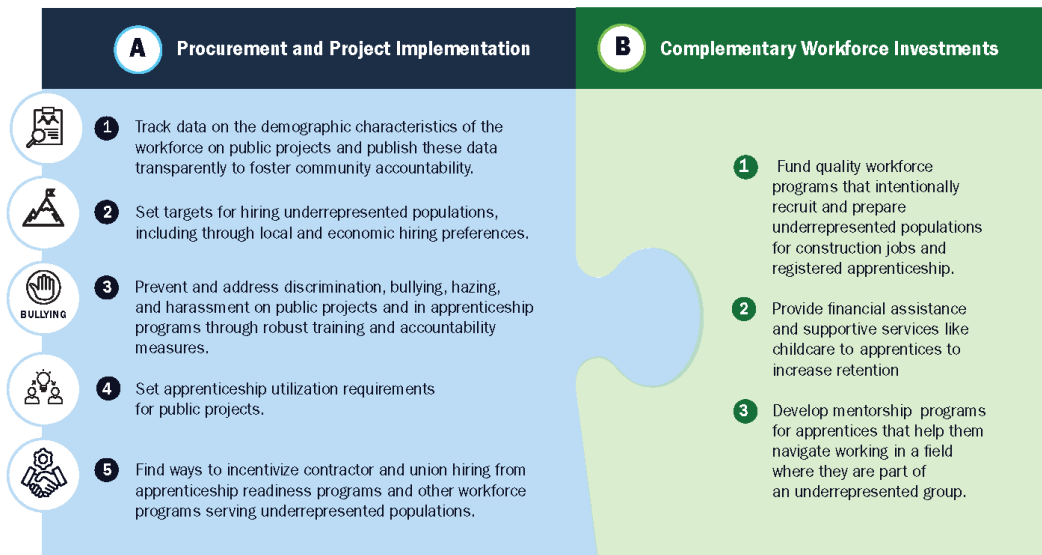 A Procurement and Project Implementation
1 Track data on the demographic characteristics of the
workforce on public projects and publish these data
transparently to foster community accountability.
2 Set targets for hiring underrepresented populations,
including through local and economic hiring preferences.
BULLYING
3 Prevent and address discrimination, bullying, hazing,
and harassment on public projects and in apprenticeship
programs through robust training and accountability
measures.
4 Set apprenticeship utilization requirements
for public projects.
5 Find ways to incentivize contractor and union hiring from
apprenticeship readiness programs and other workforce
programs serving underrepresented populations.
B Complementary Workforce Investments
1 Fund quality workforce
programs that intentionally
recruit and prepare
underrepresented populations
for construction jobs and
registered apprenticeship.
2 Provide financial assistance
and supportive services like
childcare to apprentices to
increase retention
3 Develop mentorship programs
for apprentices that help them
navigate working in a field
where they are part of
an underrepresented group.